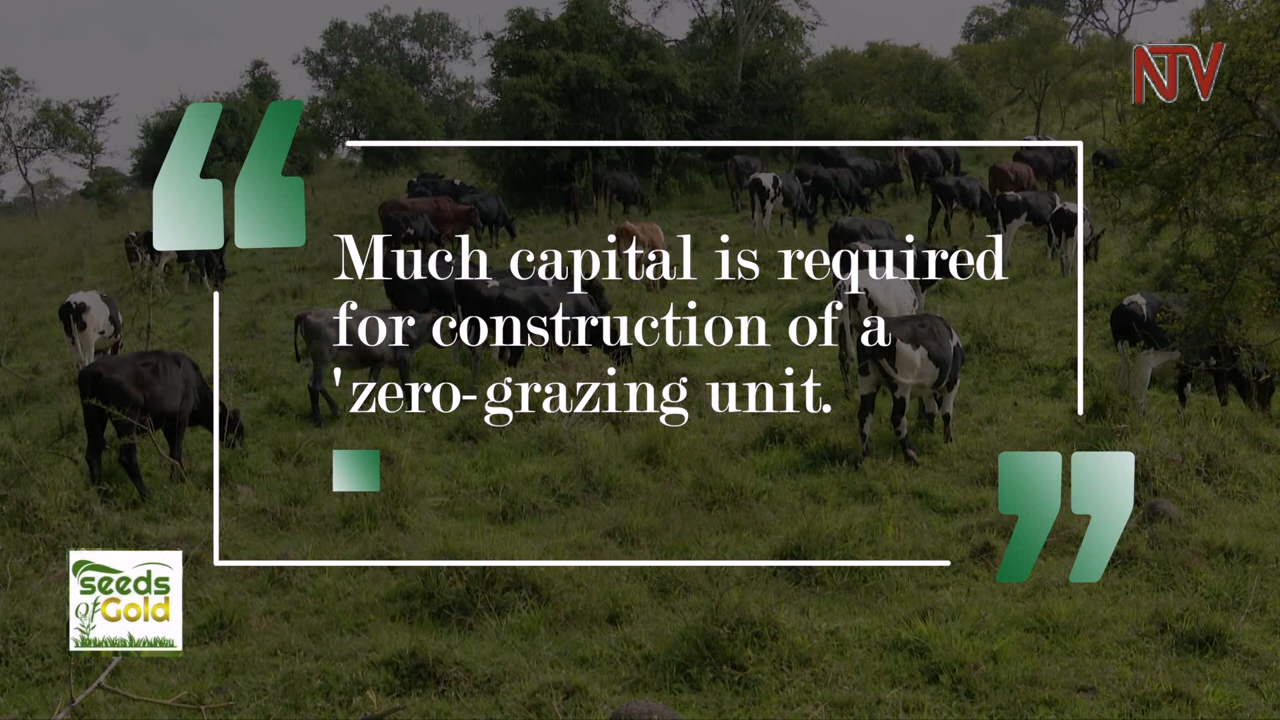 NTV
Much capital is required
for construction of a
'zero-grazing unit.
seeds
of Gold